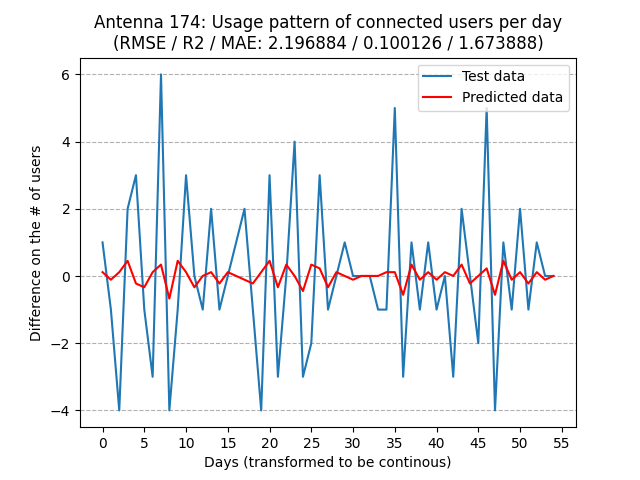 Antenna 174: Usage pattern of connected users per day
(RMSE / R2 / MAE: 2.196884 / 0.100126 / 1.673888)
Test data
Predicted data
Difference on the # of users
6
4
2
0
−2
−4
0 5 10 15 20 25 30 35 40 45 50 55
Days (transformed to be continous)